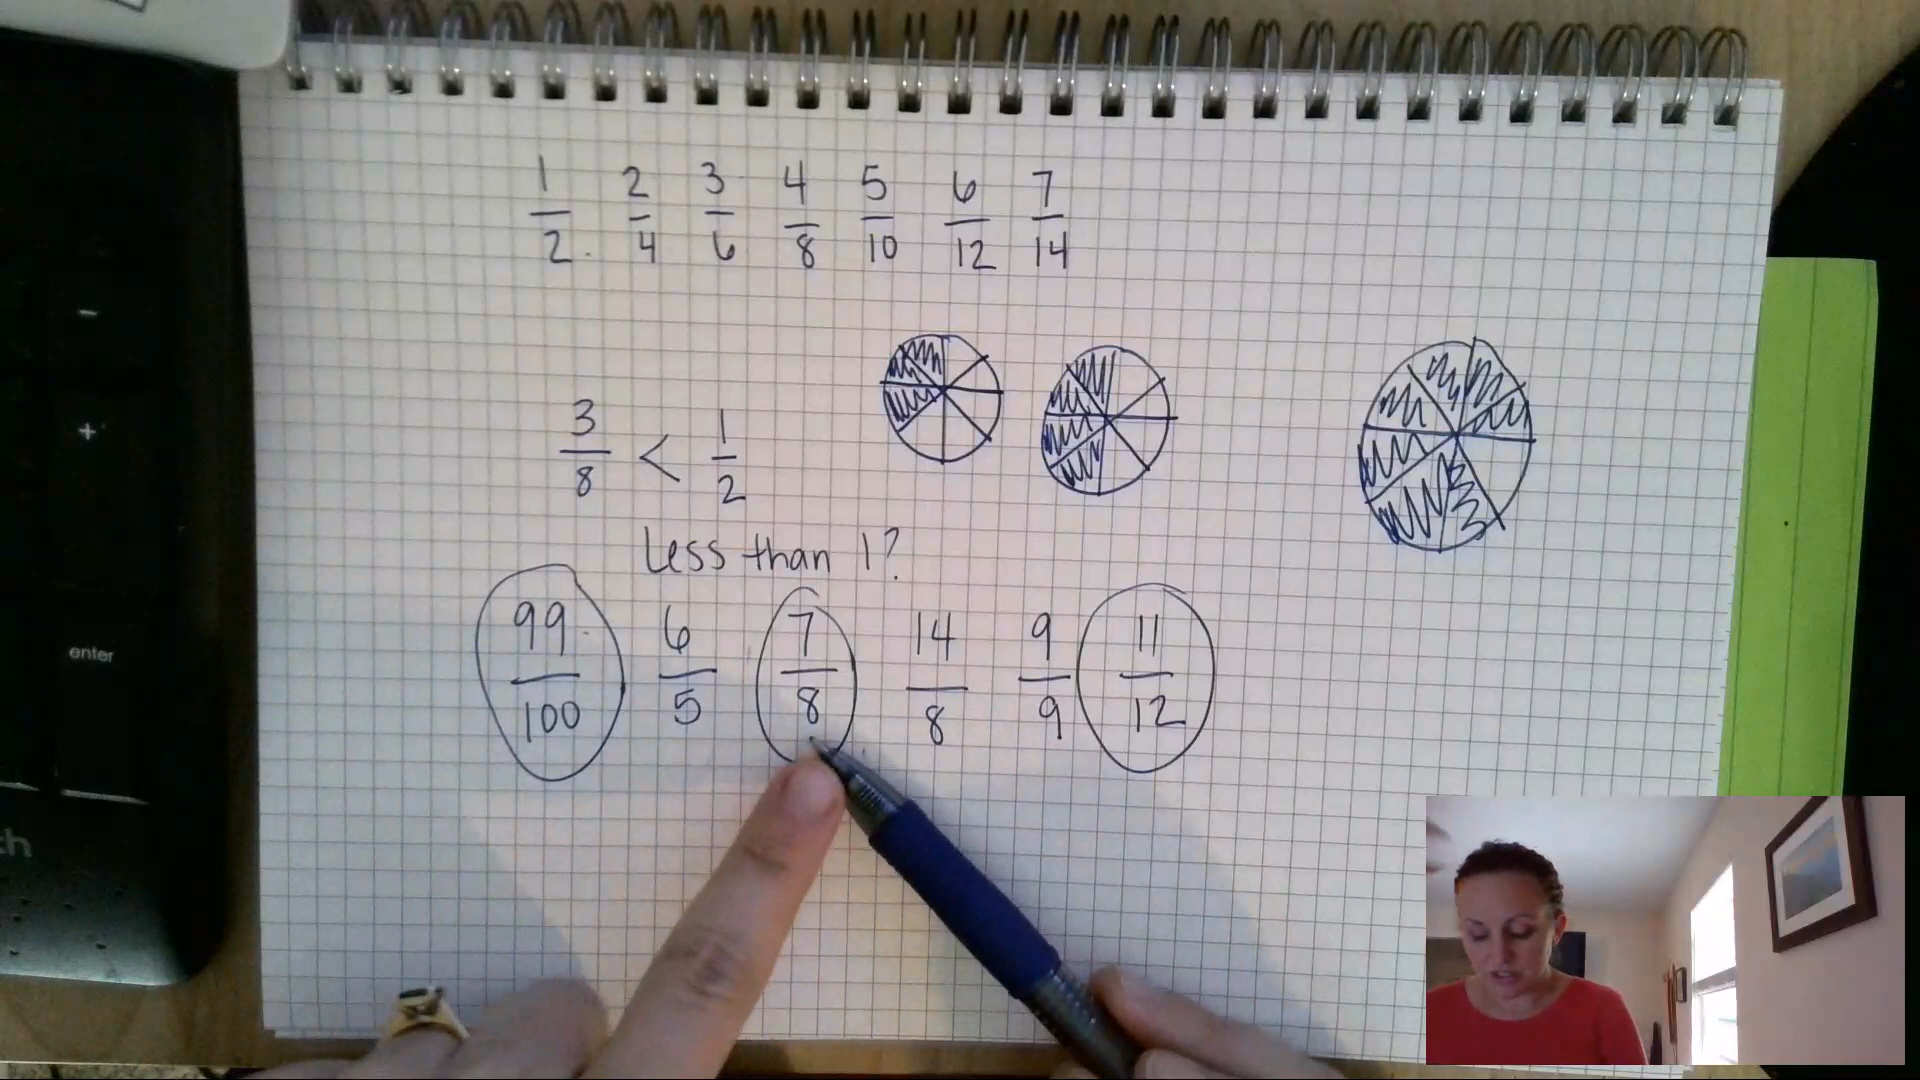 1/2 2/4 3/6 4/8 5/10 6/12 7/14
3/8 < 1/2
Less than 1?
99/100 6/5 7/8 14/8 9/9 11/12
-
+
enter